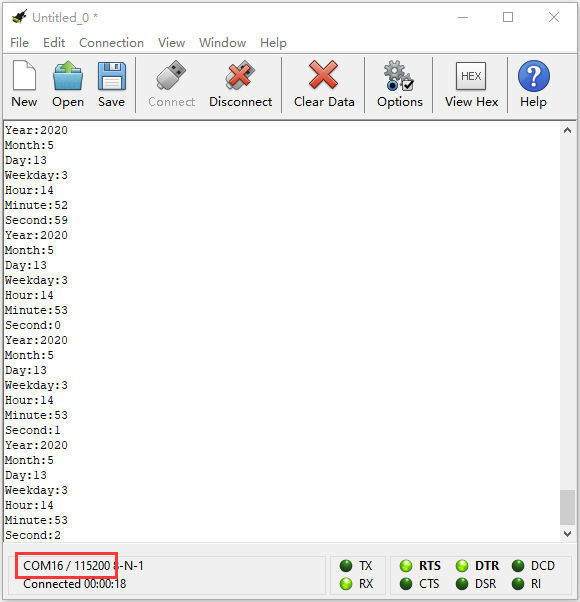 Untitled_0 *
File Edit Connection View Window Help
HEX
New Open Save Connect Disconnect Clear Data Options View Hex Help
Year:2020
Month:5
Day:13
Weekday:3
Hour:14
Minute:52
Second:59
Year:2020
Month:5
Day:13
Weekday:3
Hour:14
Minute:53
Second:0
Year:2020
Month:5
Day:13
Weekday:3
Hour:14
Minute:53
Second:1
Year:2020
Month:5
Day:13
Weekday:3
Hour:14
Minute:53
Second:2
COM16 / 115200 8-N-1 TX RTS DTR DCD
Connected 00:00:18 RX CTS DSR RI